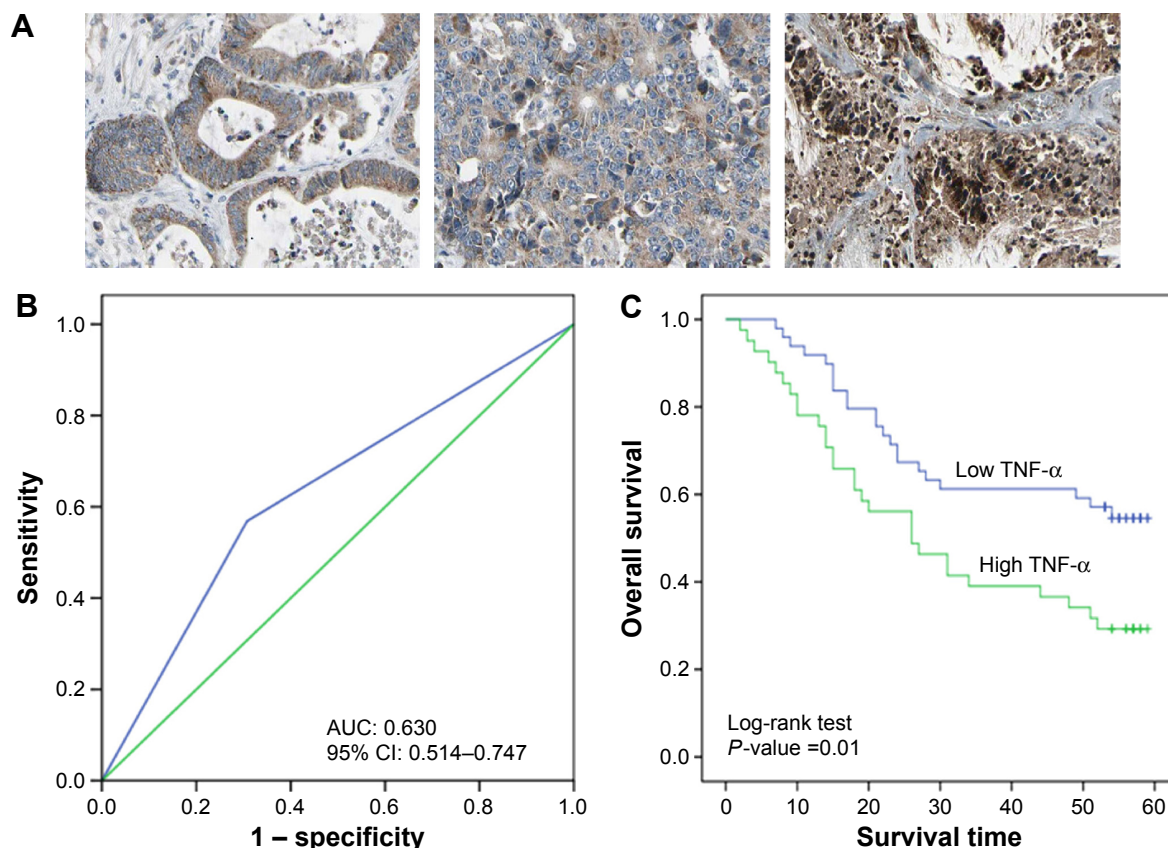 A
B
1.0
0.8
0.6
0.4
0.2
0.0
Sensitivity
AUC: 0.630
95% CI: 0.514–0.747
0.0 0.2 0.4 0.6 0.8 1.0
1 – specificity
C
1.0
0.8
0.6
0.4
0.2
0.0
Overall survival
Low TNF-α
High TNF-α
Log-rank test
P-value =0.01
0 10 20 30 40 50 60
Survival time